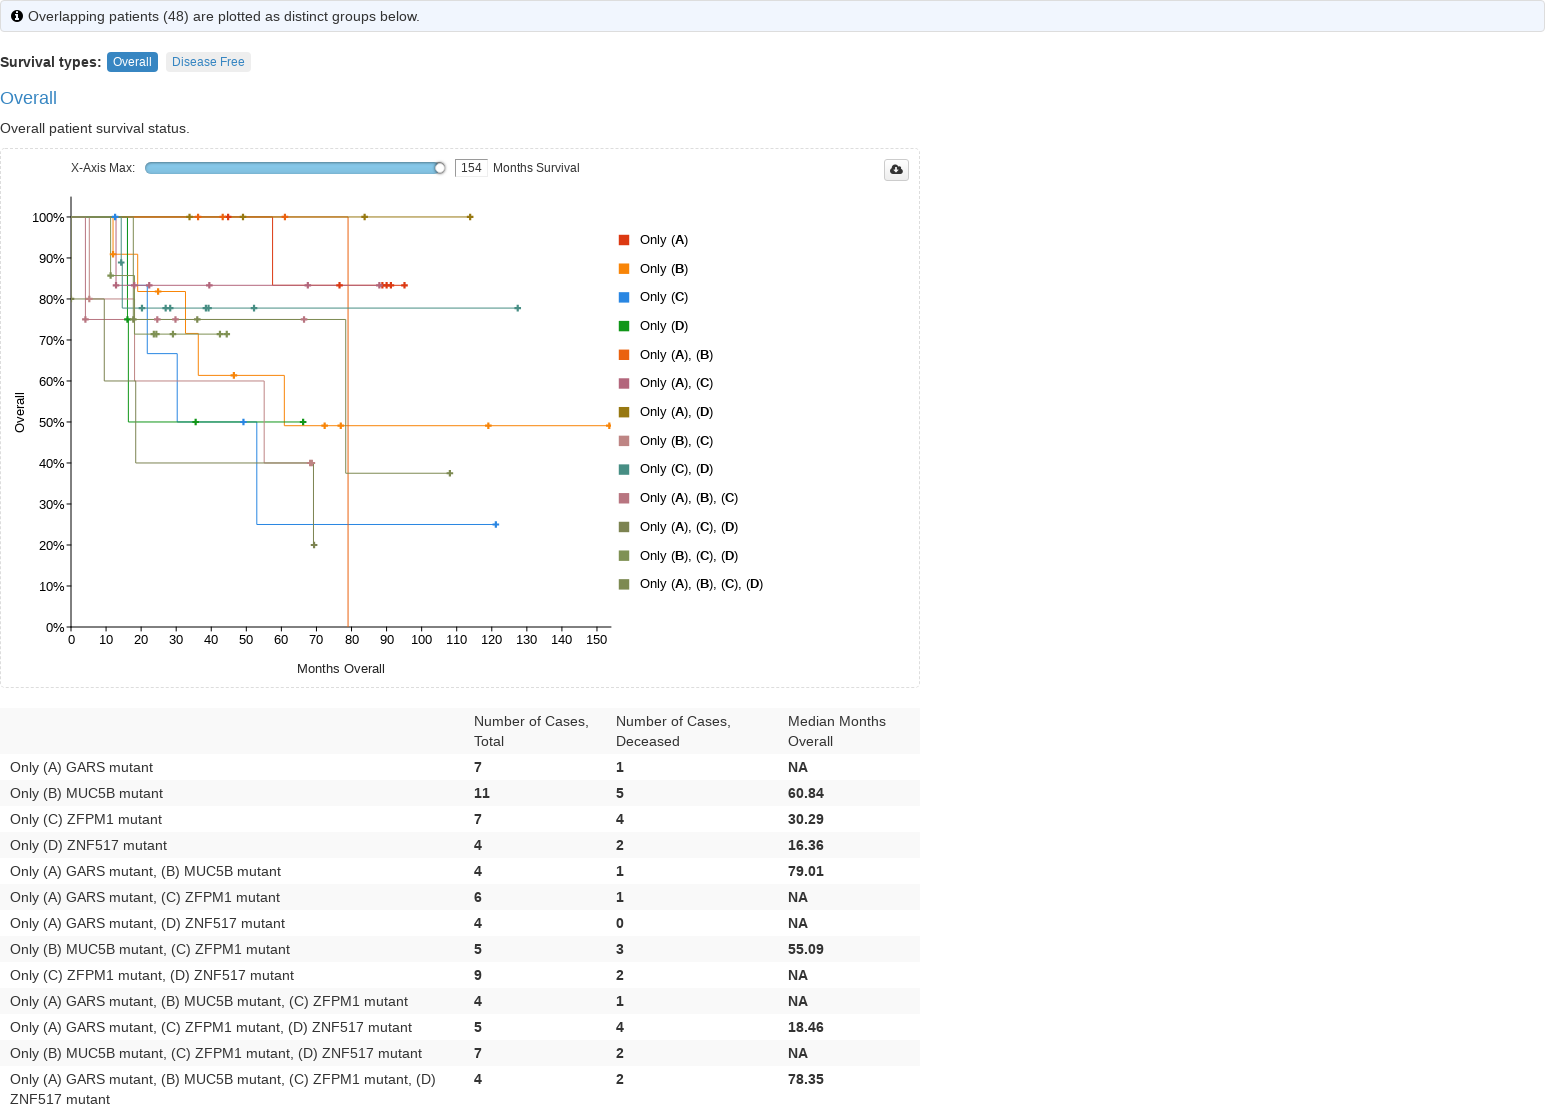 Overlapping patients (48) are plotted as distinct groups below.
Survival types: Overall Disease Free
Overall
Overall patient survival status.
X-Axis Max: 154 Months Survival
100%
90%
80%
70%
60%
50%
40%
30%
20%
10%
0%
Overall
0 10 20 30 40 50 60 70 80 90 100 110 120 130 140 150
Months Overall
Only (A)
Only (B)
Only (C)
Only (D)
Only (A), (B)
Only (A), (C)
Only (A), (D)
Only (B), (C)
Only (C), (D)
Only (A), (B), (C)
Only (A), (C), (D)
Only (B), (C), (D)
Only (A), (B), (C), (D)
Number of Cases, Number of Cases, Median Months
Total Deceased Overall
Only (A) GARS mutant 7 1 NA
Only (B) MUC5B mutant 11 5 60.84
Only (C) ZFPM1 mutant 7 4 30.29
Only (D) ZNF517 mutant 4 2 16.36
Only (A) GARS mutant, (B) MUC5B mutant 4 1 79.01
Only (A) GARS mutant, (C) ZFPM1 mutant 6 1 NA
Only (A) GARS mutant, (D) ZNF517 mutant 4 0 NA
Only (B) MUC5B mutant, (C) ZFPM1 mutant 5 3 55.09
Only (C) ZFPM1 mutant, (D) ZNF517 mutant 9 2 NA
Only (A) GARS mutant, (B) MUC5B mutant, (C) ZFPM1 mutant 4 1 NA
Only (A) GARS mutant, (C) ZFPM1 mutant, (D) ZNF517 mutant 5 4 18.46
Only (B) MUC5B mutant, (C) ZFPM1 mutant, (D) ZNF517 mutant 7 2 NA
Only (A) GARS mutant, (B) MUC5B mutant, (C) ZFPM1 mutant, (D) 4 2 78.35
ZNF517 mutant